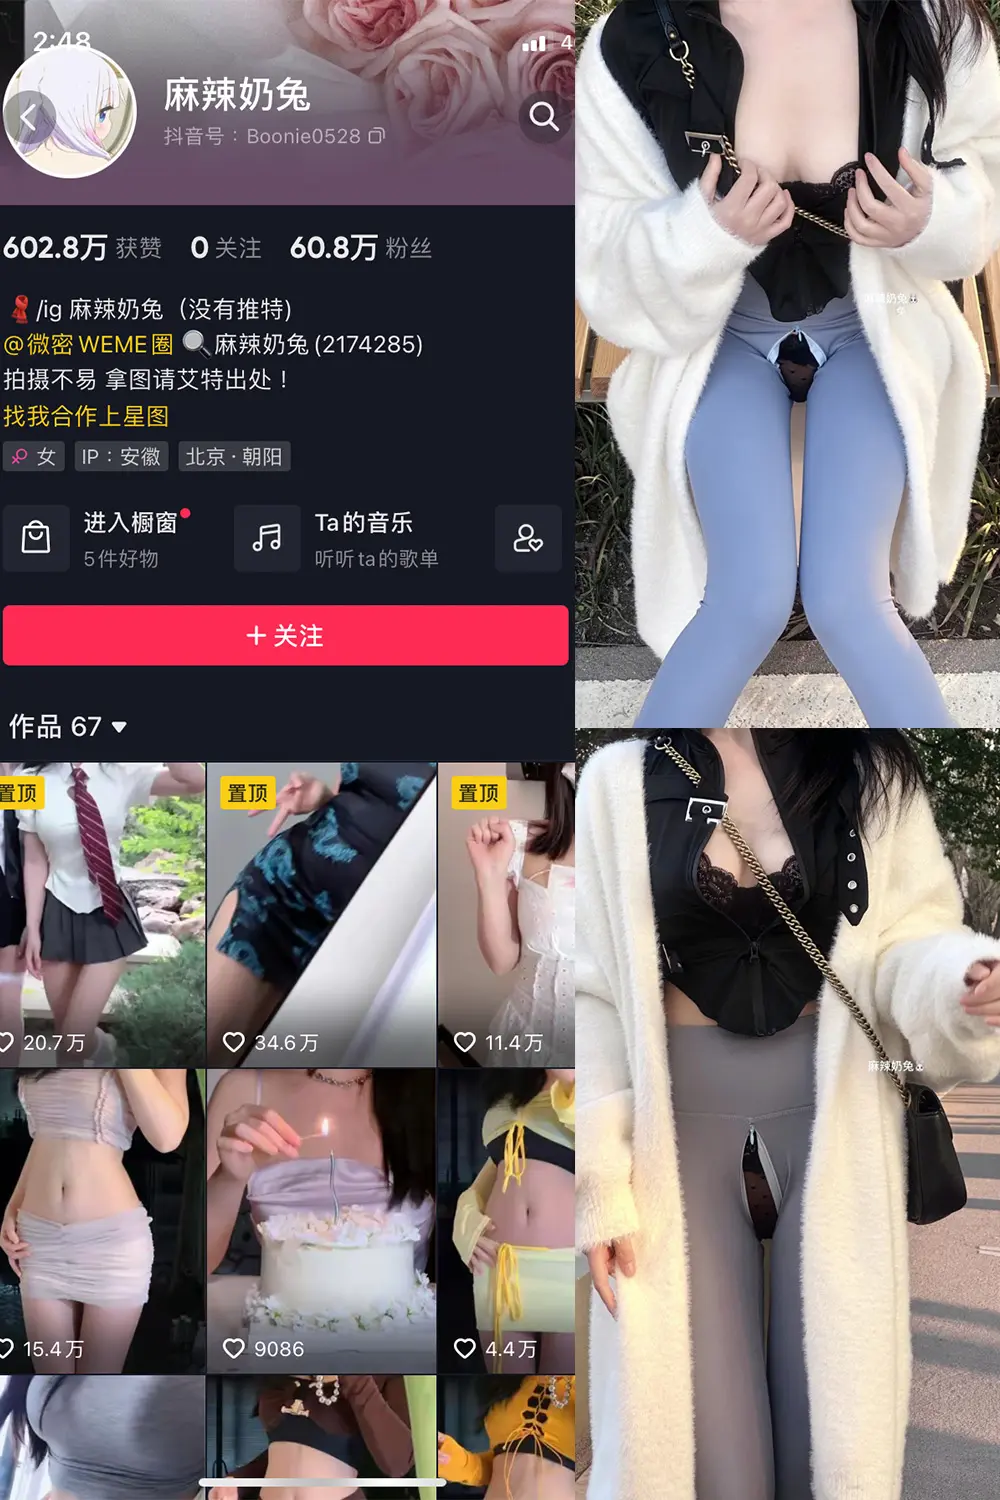 2:48
4
麻辣奶兔
抖音号：Boonie0528
602.8万 获赞 0 关注 60.8万 粉丝
/ig 麻辣奶兔（没有推特)
@微密 WEME圈 麻辣奶兔 (2174285)
拍摄不易 拿图请艾特出处！
找我合作上星图
女 IP：安徽 北京·朝阳
进入橱窗 Ta的音乐
5件好物 听听ta的歌单
+ 关注
作品 67
置顶 置顶 置顶
20.7万 34.6万 11.4万
15.4万 9086 4.4万
麻辣奶兔
麻辣奶兔